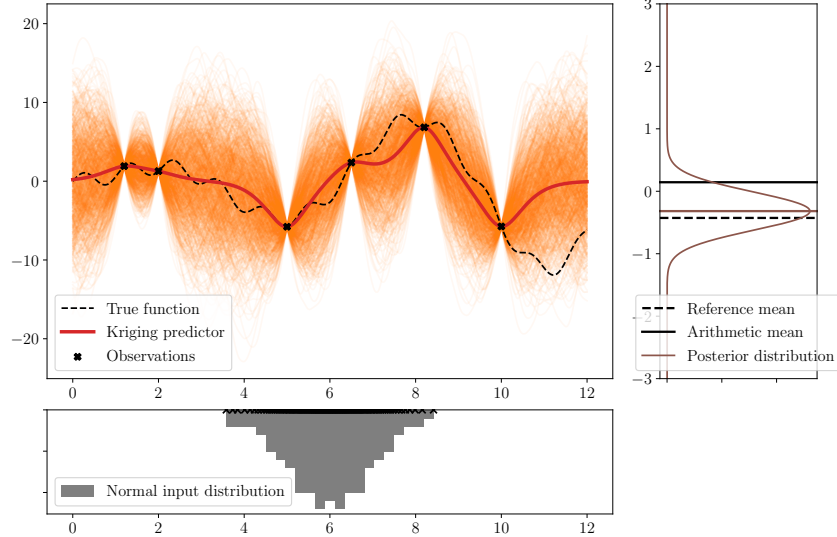 20
10
0
−10
−20
True function
Kriging predictor
Observations
0 2 4 6 8 10 12
3
2
1
0
−1
−2
−3
Reference mean
Arithmetic mean
Posterior distribution
Normal input distribution
0 2 4 6 8 10 12